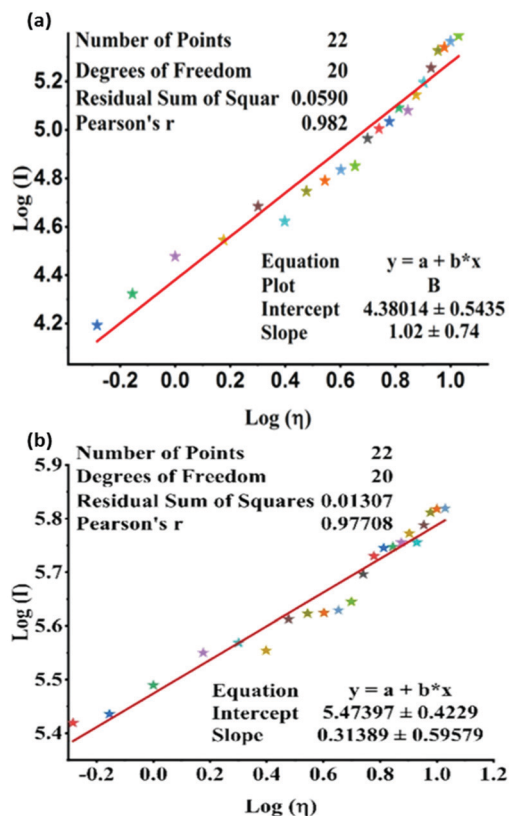 (a)
Number of Points 22
Degrees of Freedom 20
Residual Sum of Squar 0.0590
Pearson's r 0.982
5.2
5.0
4.8
4.6
4.4
4.2
Log (I)
Equation y = a + b*x
Plot B
Intercept 4.38014 ± 0.5435
Slope 1.02 ± 0.74
-0.2 0.0 0.2 0.4 0.6 0.8 1.0
Log (η)
(b)
Number of Points 22
Degrees of Freedom 20
Residual Sum of Squares 0.01307
Pearson's r 0.97708
5.9
5.8
5.7
5.6
5.5
5.4
Log (I)
Equation y = a + b*x
Intercept 5.47397 ± 0.4229
Slope 0.31389 ± 0.59579
-0.2 0.0 0.2 0.4 0.6 0.8 1.0 1.2
Log (η)